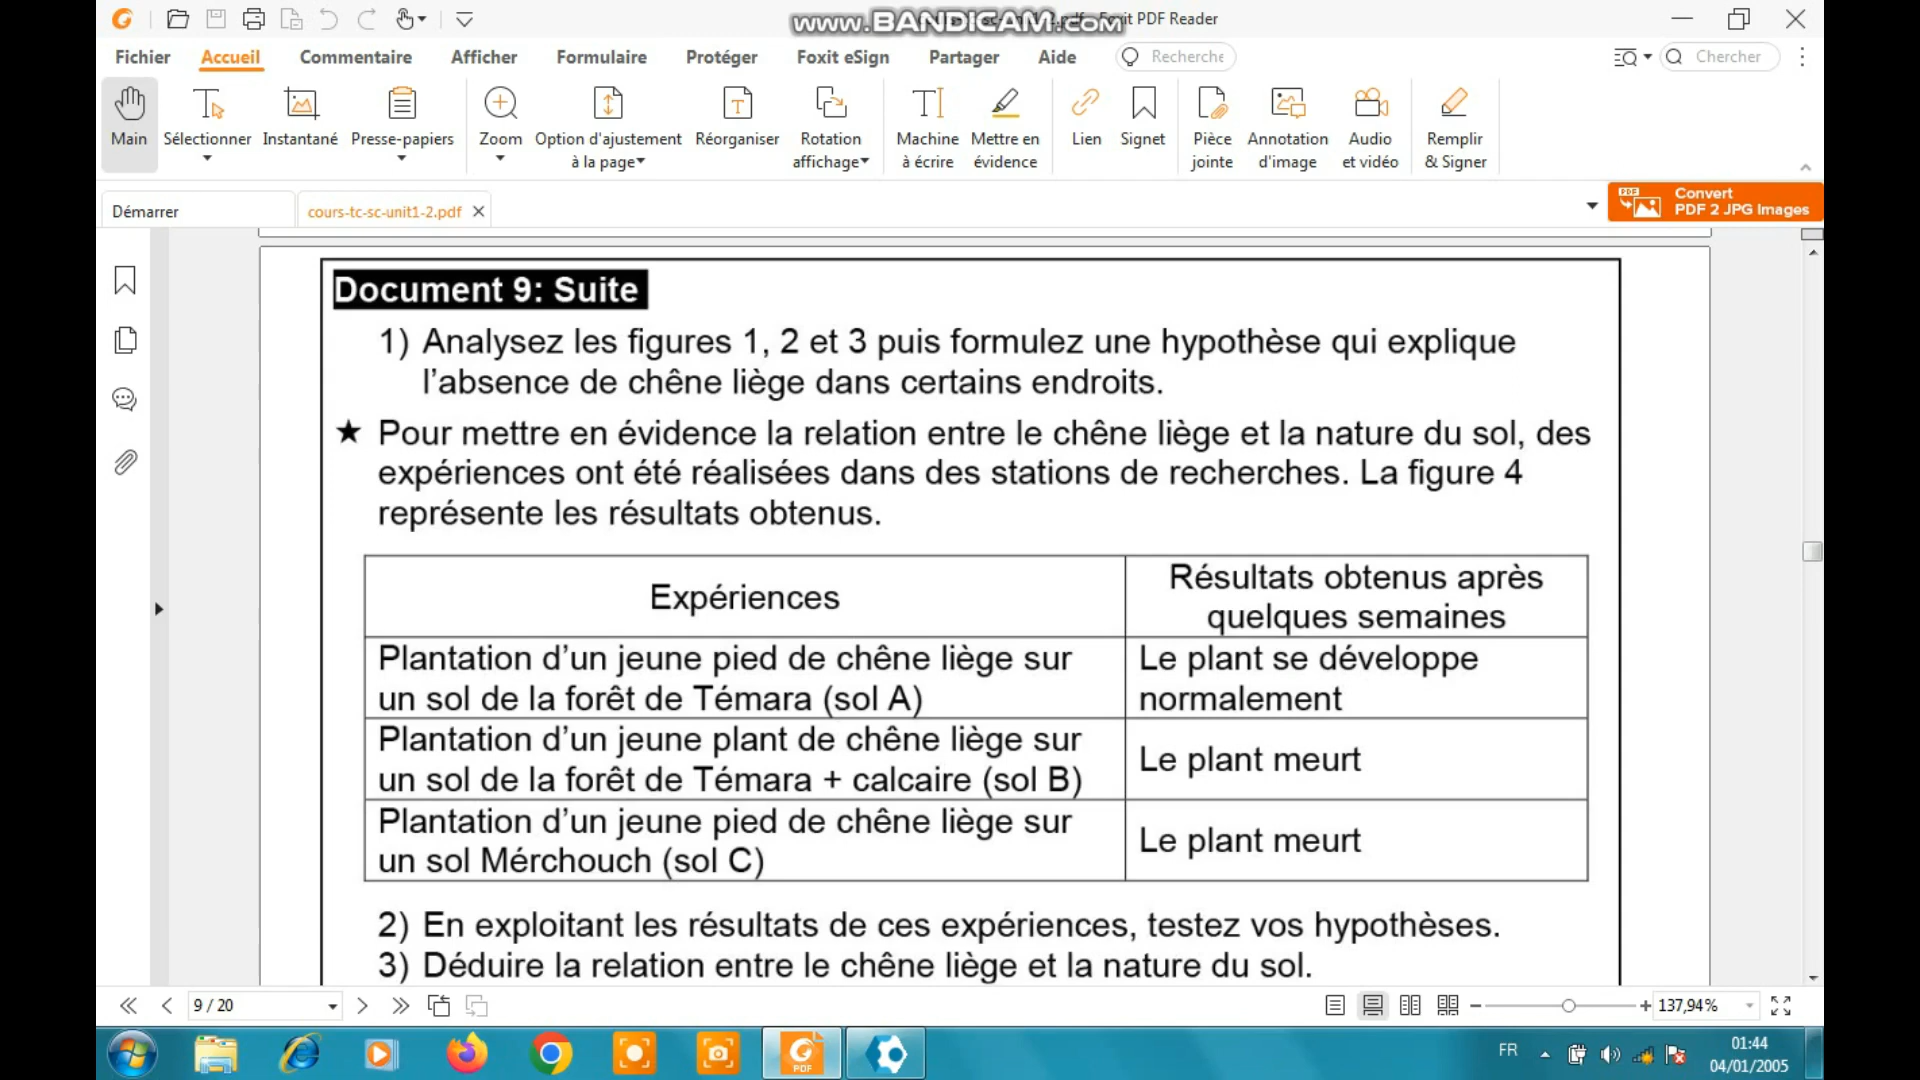 www.BANDICAM.com
Foxit PDF Reader
Fichier Accueil Commentaire Afficher Formulaire Protéger Foxit eSign Partager Aide Recherche Chercher
Main Sélectionner Instantané Presse-papiers Zoom Option d'ajustement à la page Réorganiser Rotation affichage Machine à écrire Mettre en évidence Lien Signet Pièce jointe Annotation d'image Audio et vidéo Remplir & Signer
Démarrer cours-tc-sc-unit1-2.pdf
PDF Convert
PDF 2 JPG Images
Document 9: Suite
1) Analysez les figures 1, 2 et 3 puis formulez une hypothèse qui explique
l'absence de chêne liège dans certains endroits.
★ Pour mettre en évidence la relation entre le chêne liège et la nature du sol, des
expériences ont été réalisées dans des stations de recherches. La figure 4
représente les résultats obtenus.
Expériences
Résultats obtenus après
quelques semaines
Plantation d'un jeune pied de chêne liège sur
un sol de la forêt de Témara (sol A)
Le plant se développe
normalement
Plantation d'un jeune plant de chêne liège sur
un sol de la forêt de Témara + calcaire (sol B)
Le plant meurt
Plantation d'un jeune pied de chêne liège sur
un sol Mérchouch (sol C)
Le plant meurt
2) En exploitant les résultats de ces expériences, testez vos hypothèses.
3) Déduire la relation entre le chêne liège et la nature du sol.
9 / 20
137,94%
PDF
FR
01:44
04/01/2005